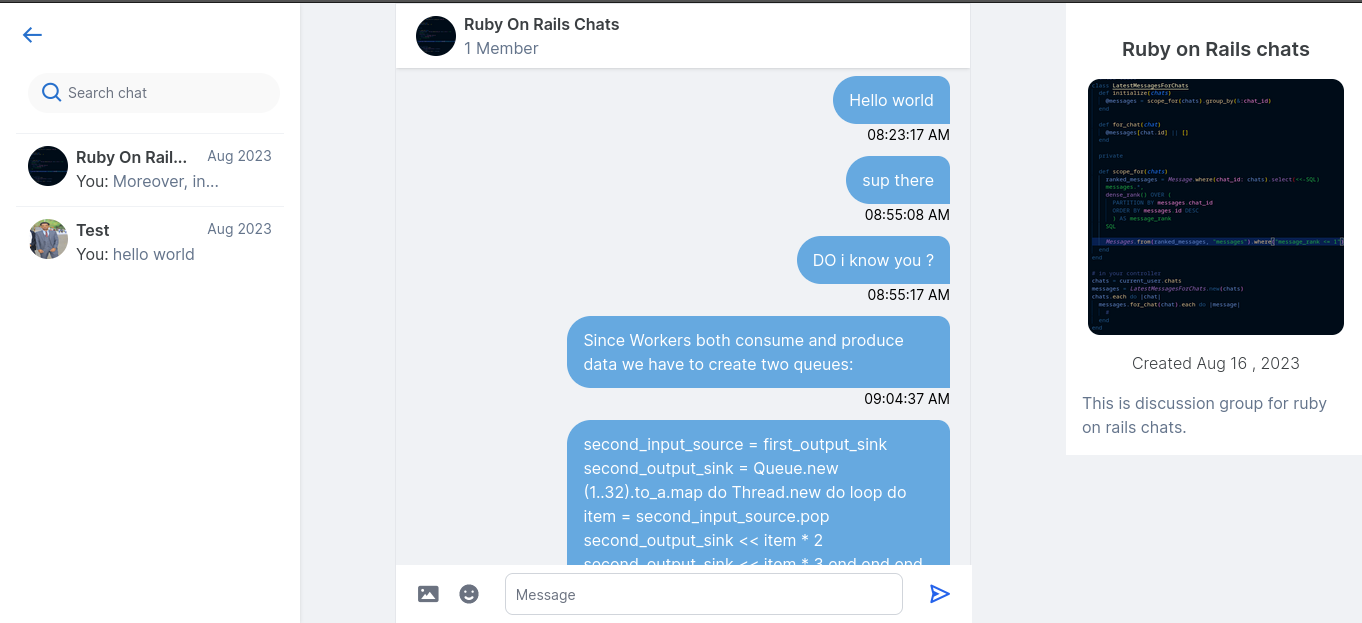 Search chat
Ruby On Rail...
Aug 2023
You: Moreover, in...
Test
Aug 2023
You: hello world
Ruby On Rails Chats
1 Member
Hello world
08:23:17 AM
sup there
08:55:08 AM
DO i know you ?
08:55:17 AM
Since Workers both consume and produce
data we have to create two queues:
09:04:37 AM
second_input_source = first_output_sink
second_output_sink = Queue.new
(1..32).to_a.map do Thread.new do loop do
item = second_input_source.pop
second_output_sink << item * 2
second_output_sink << item * 3 end end end
Message
Ruby on Rails chats
class LatestMessagesForChats
def initialize(chats)
@messages = scope_for(chats).group_by(&:chat_id)
end
def for_chat(chat)
@messages[chat.id] || []
end
private
def scope_for(chats)
ranked_messages = Message.where(chat_id: chats).select(<<~SQL)
messages.*,
dense_rank() OVER (
PARTITION BY messages.chat_id
ORDER BY messages.id DESC
) AS message_rank
SQL
Messages.from(ranked_messages, "messages").where("message_rank <= 1")
end
end
# in your controller
chats = current_user.chats
messages = LatestMessagesForChats.new(chats)
chats.each do |chat|
messages.for_chat(chat).each do |message|
#
end
end
Created Aug 16 , 2023
This is discussion group for ruby
on rails chats.